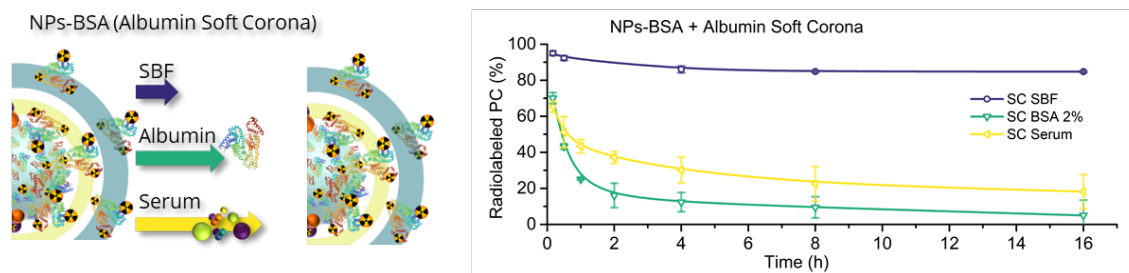 NPs-BSA (Albumin Soft Corona)
SBF
Albumin
Serum
NPs-BSA + Albumin Soft Corona
Radiolabeled PC (%)
100
80
60
40
20
0
SC SBF
SC BSA 2%
SC Serum
0 2 4 6 8 10 12 14 16
Time (h)